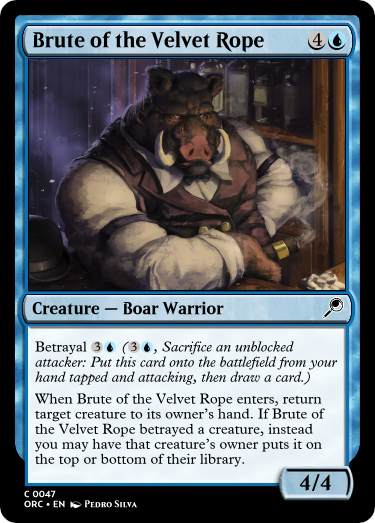 Brute of the Velvet Rope 4
Creature — Boar Warrior
Betrayal 3 (3, Sacrifice an unblocked
attacker: Put this card onto the battlefield from your
hand tapped and attacking, then draw a card.)
When Brute of the Velvet Rope enters, return
target creature to its owner's hand. If Brute of
the Velvet Rope betrayed a creature, instead
you may have that creature's owner puts it on
the top or bottom of their library.
4/4
C 0047
ORC • EN Pedro Silva